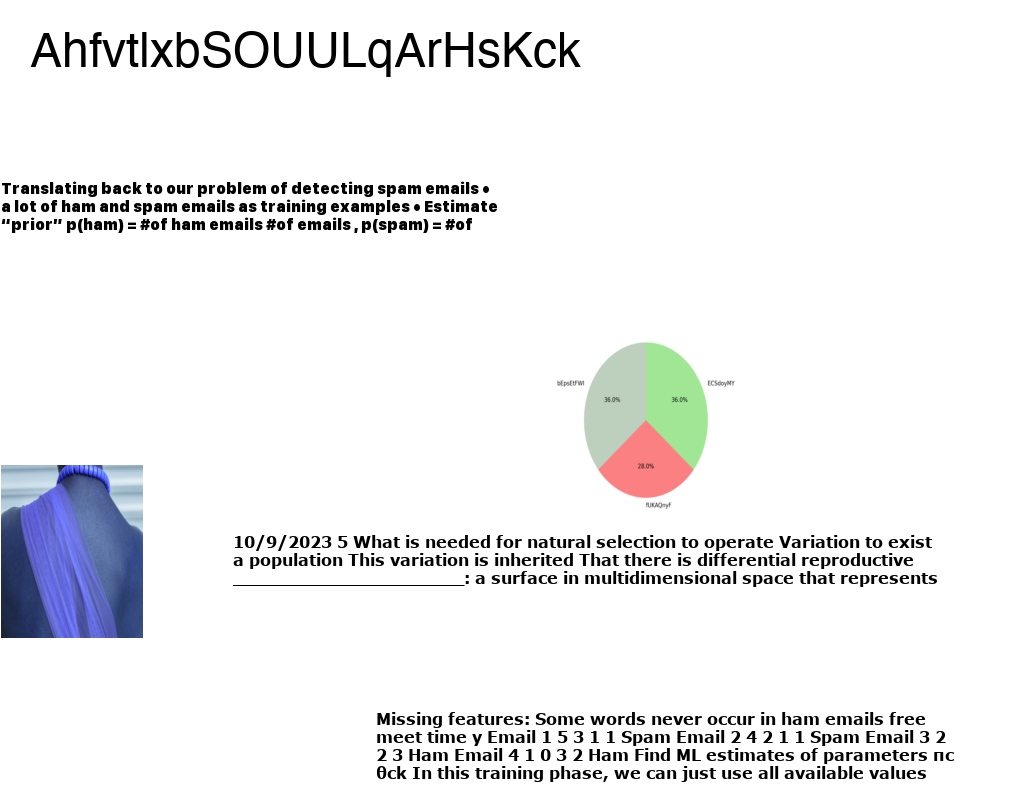 AhfvtlxbSOUULqArHsKck
Translating back to our problem of detecting spam emails •
a lot of ham and spam emails as training examples • Estimate
“prior” p(ham) = #of ham emails #of emails , p(spam) = #of
bEpsEtFWl
ECSdoyMY
36.0%
36.0%
28.0%
fUKAQnyF
10/9/2023 5 What is needed for natural selection to operate Variation to exist
a population This variation is inherited That there is differential reproductive
______________________: a surface in multidimensional space that represents
Missing features: Some words never occur in ham emails free
meet time y Email 1 5 3 1 1 Spam Email 2 4 2 1 1 Spam Email 3 2
2 3 Ham Email 4 1 0 3 2 Ham Find ML estimates of parameters πc
θck In this training phase, we can just use all available values